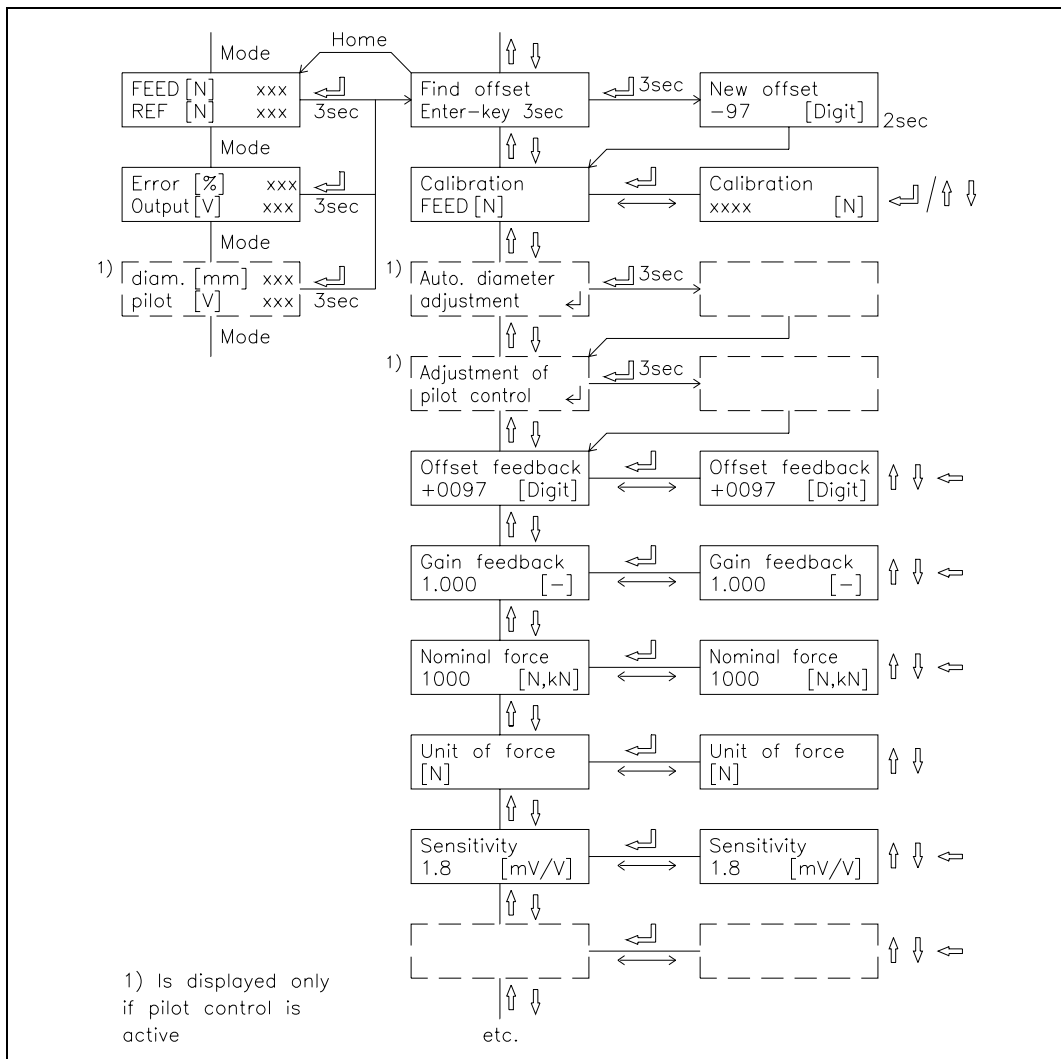 Mode
Home
FEED [N] xxx
REF [N] xxx
3sec
Find offset
Enter-key 3sec
3sec
New offset
-97 [Digit]
2sec
Mode
Error [%] xxx
Output [V] xxx
3sec
Calibration
FEED [N]
Calibration
xxxx [N]
/
Mode
1)
diam. [mm] xxx
pilot [V] xxx
3sec
1)
Auto. diameter
adjustment
3sec
Mode
1)
Adjustment of
pilot control
3sec
Offset feedback
+0097 [Digit]
Offset feedback
+0097 [Digit]
Gain feedback
1.000 [-]
Gain feedback
1.000 [-]
Nominal force
1000 [N,kN]
Nominal force
1000 [N,kN]
Unit of force
[N]
Unit of force
[N]
Sensitivity
1.8 [mV/V]
Sensitivity
1.8 [mV/V]
1) Is displayed only
if pilot control is
active
etc.